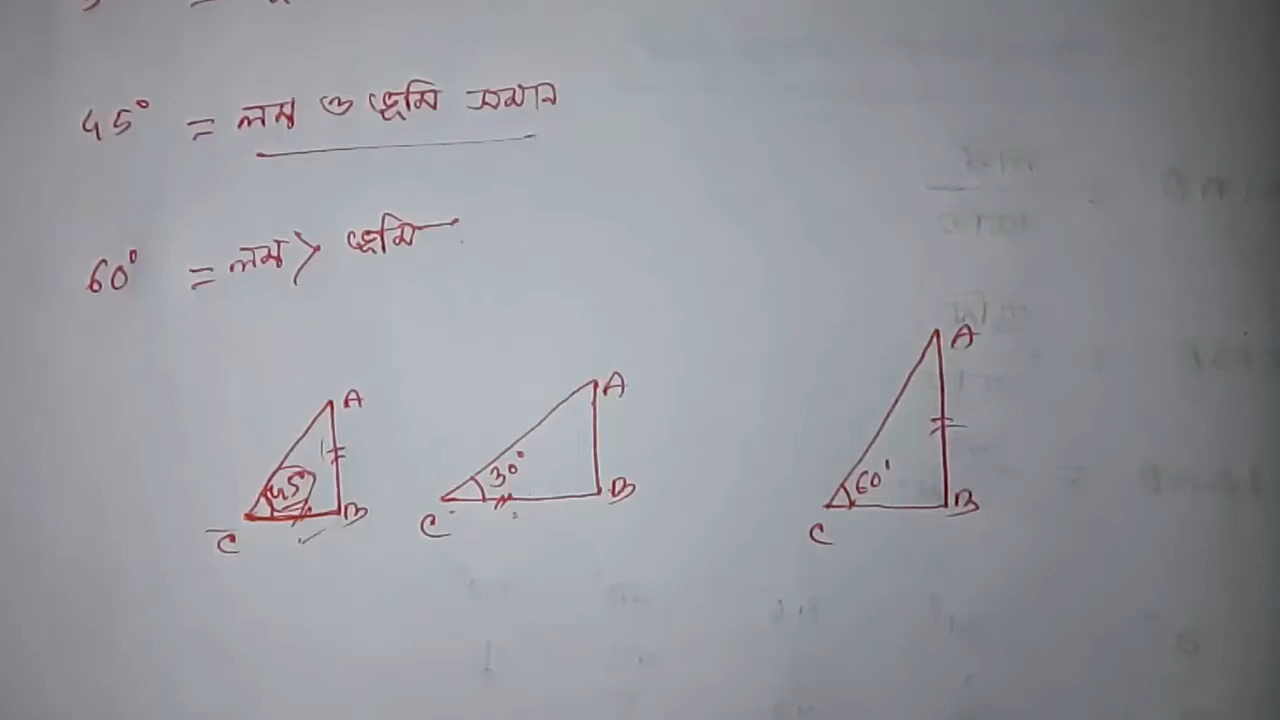 45° = লম্ব ও ভূমি সমান
60° = লম্ব > ভূমি
A
45°
B
C
A
30°
B
C
A
60°
B
C